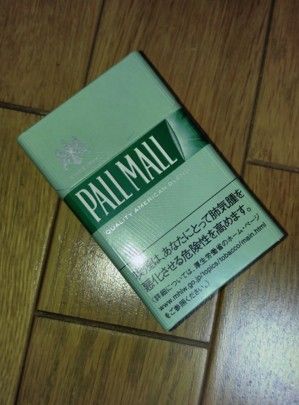 PALL MALL
QUALITY AMERICAN BLEND
喫煙は、あなたにとって肺気腫を
悪化させる危険性を高めます。
(詳細については、厚生労働省のホーム・ページ
www.mhlw.go.jp/topics/tobacco/main.html
をご参照ください。)